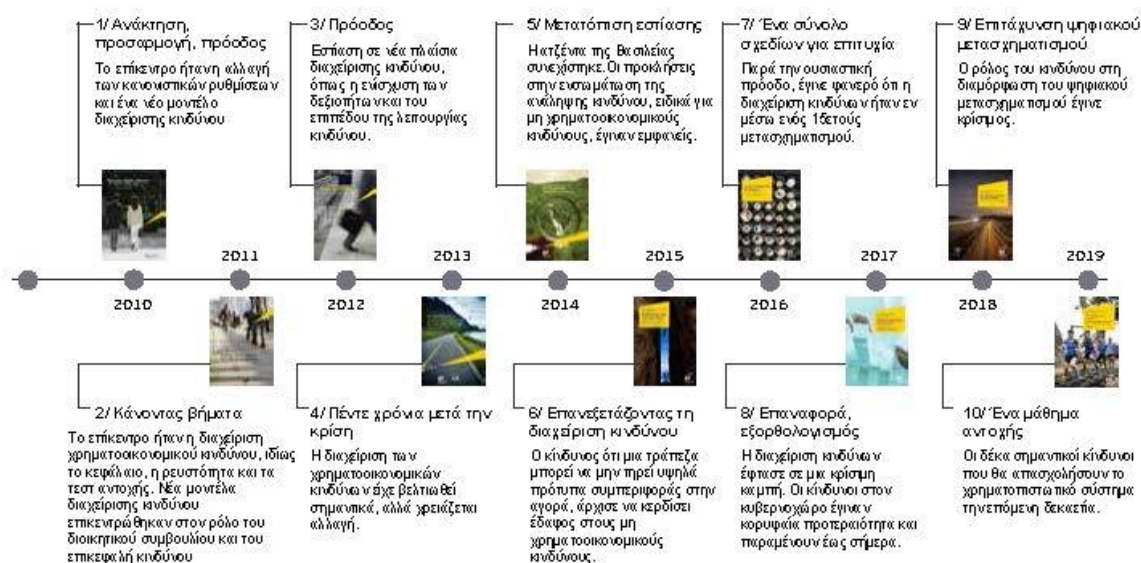 1/ Ανάκτηση,
προσαρμογή, πρόοδος
Το επίκεντρο ήταν η αλλαγή
των κανονιστικών ρυθμίσεων
και ένα νέο μοντέλο
διαχείρισης κινδύνου
3/ Πρόοδος
Εστίαση σε νέα πλαίσια
διαχείρισης κινδύνου,
όπως η ενίσχυση των
δεξιοτήτων και του
επιπέδου της λειτουργίας
κινδύνου.
5/ Μετατόπιση εστίασης
Η ατζέντα της βασιλείας
συνεχίστηκε. Οι προκλήσεις
στην ενσωμάτωση της
ανάληψης κινδύνου, ειδικά για
μη χρηματοοικονομικούς
κινδύνους, έγιναν εμφανείς.
7/ Ένα σύνολο
σχεδίων για επιτυχία
Παρά την ουσιαστική
πρόοδο, έγινε φανερό ότι η
διαχείριση κινδύνων ήταν εν
μέσω ενός 15ετούς
μετασχηματισμού.
9/ Επιτάχυνση ψηφιακού
μετασχηματισμού
Ο ρόλος του κινδύνου στη
διαμόρφωση του ψηφιακού
μετασχηματισμού έγινε
κρίσιμος.
2011
2013
2015
2017
2019
2010
2012
2014
2016
2018
2/ Κάνοντας βήματα
Το επίκεντρο ήταν η διαχείριση
χρηματοοικονομικού κινδύνου, ιδίως
το κεφάλαιο, η ρευστότητα και τα
τεστ αντοχής. Νέα μοντέλα
διαχείρισης κινδύνου
επικεντρώθηκαν στον ρόλο του
διοικητικού συμβουλίου και του
επικεφαλή κινδύνου
4/ Πέντε χρόνια μετά την
κρίση
Η διαχείριση των
χρηματοοικονομικών
κινδύνων είχε βελτιωθεί
σημαντικά, αλλά χρειάζεται
αλλαγή.
6/ Επανεξετάζοντας τη
διαχείριση κινδύνου
Ο κίνδυνος ότι μια τράπεζα
μπορεί να μην τηρεί υψηλά
πρότυπα συμπεριφοράς στην
αγορά, άρχισε να κερδίσει
έδαφος στους μη
χρηματοοικονομικούς
κινδύνους.
8/ Επαναφορά,
εξορθολογισμός
Η διαχείριση κινδύνων
έφτασε σε μια κρίσιμη
καμπή. Οι κίνδυνοι στον
κυβερνοχώρο έγιναν
κορυφαία προτεραιότητα και
παραμένουν έως σήμερα.
10/ Ένα μάθημα
αντοχής
Οι δέκα σημαντικοί κίνδυνοι
που θα απασχολήσουν το
χρηματοπιστωτικό σύστημα
την επόμενη δεκαετία.